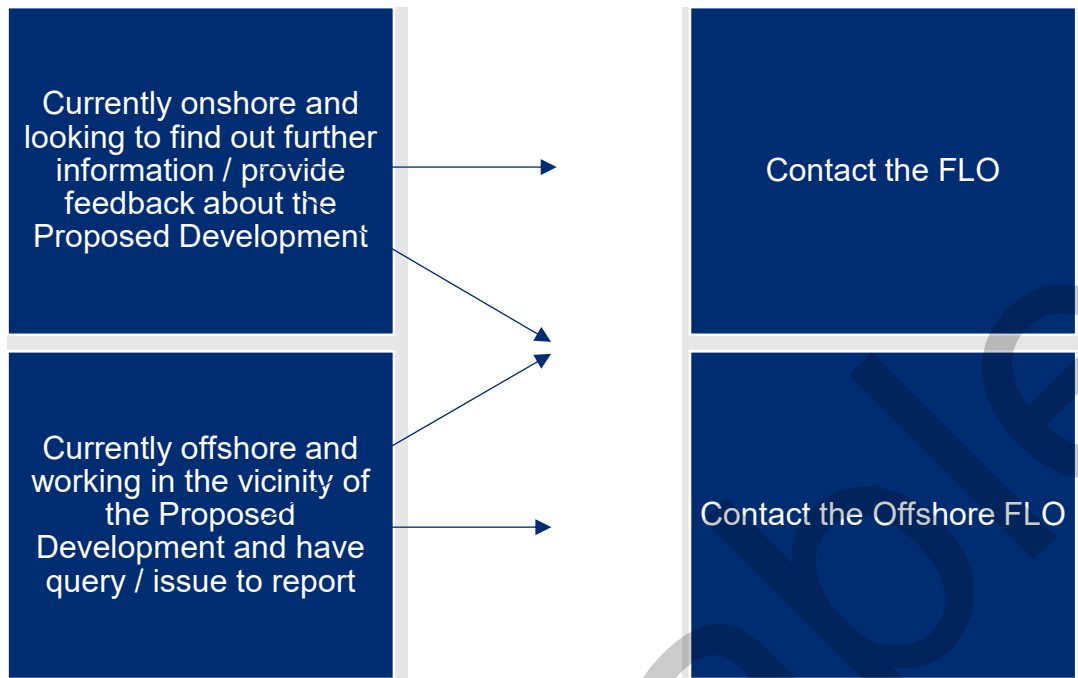 Currently onshore and
looking to find out further
information / provide
feedback about the
Proposed Development
Contact the FLO
Currently offshore and
working in the vicinity of
the Proposed
Development and have
query / issue to report
Contact the Offshore FLO